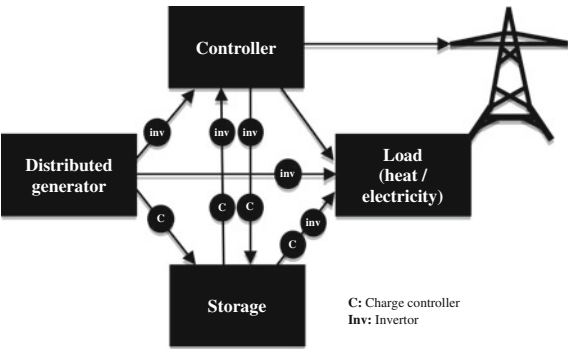 Controller
inv
inv
inv
Distributed
generator
inv
Load
(heat /
electricity)
C
C
C
inv
C
Storage
C: Charge controller
Inv: Invertor